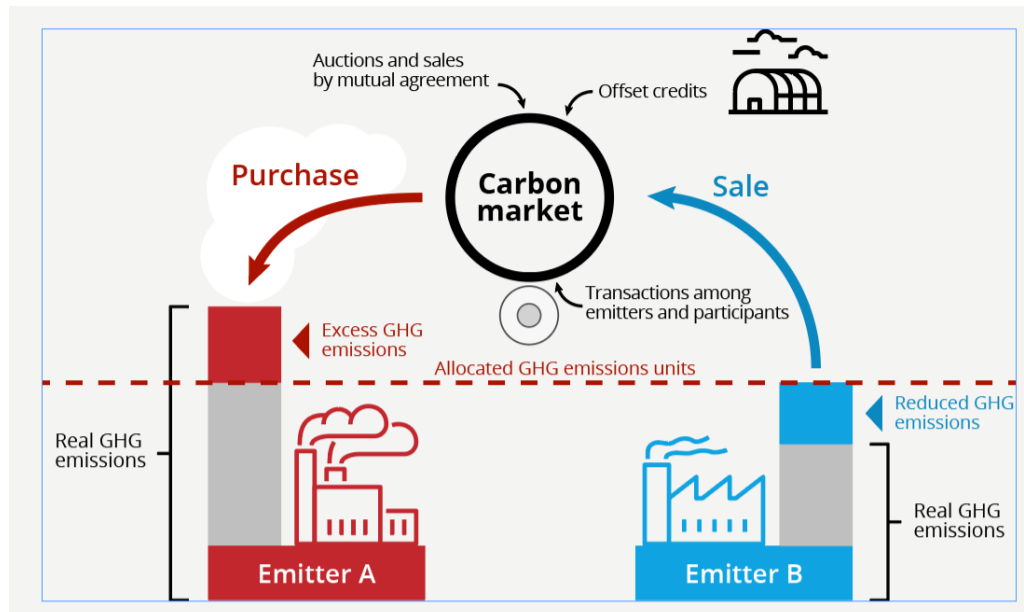 Auctions and sales
by mutual agreement
Offset credits
Purchase
Carbon
market
Sale
Transactions among
emitters and participants
Excess GHG
emissions
Allocated GHG emissions units
Reduced GHG
emissions
Real GHG
emissions
Real GHG
emissions
Emitter A
Emitter B